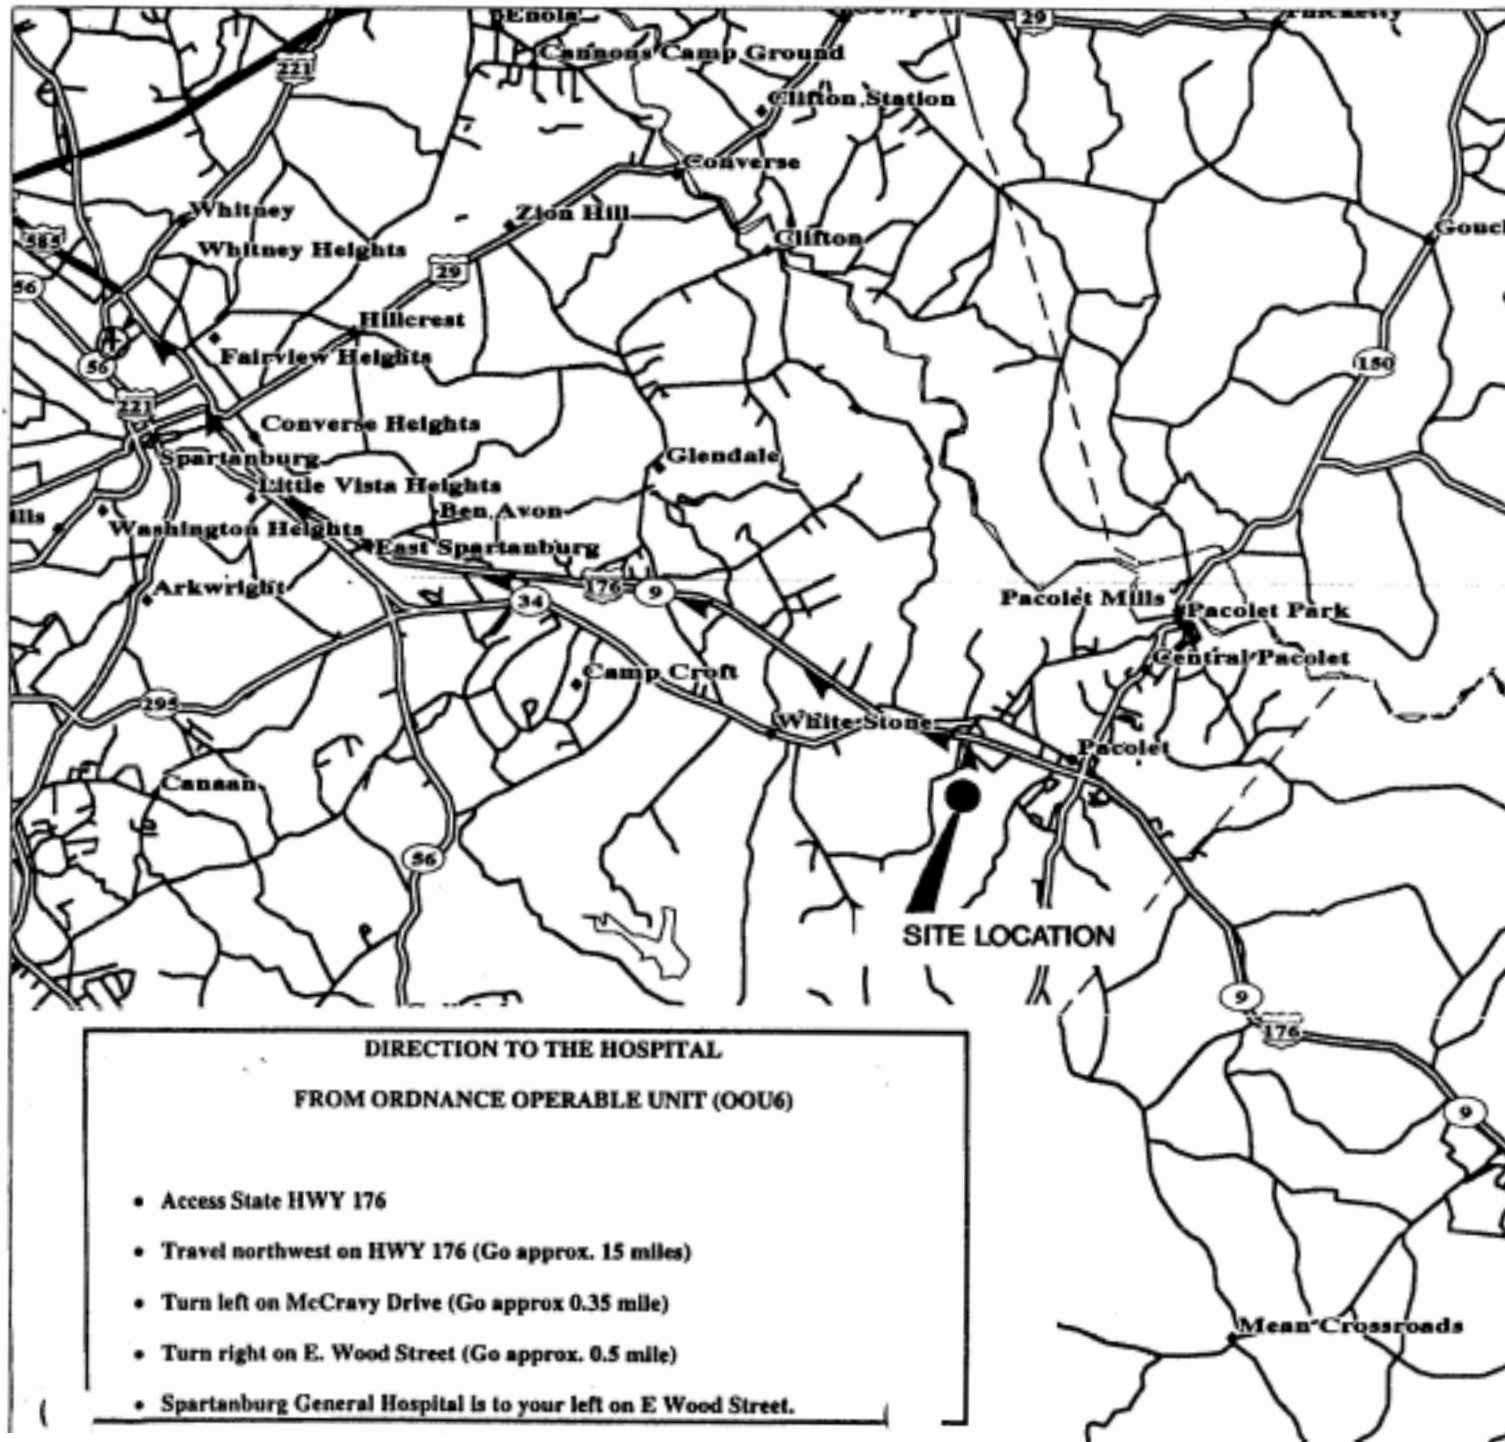 Enola
29
Cannons Camp Ground
221
Clifton Station
Converse
Whitney
Zion Hill
585
Whitney Heights
Clifton
56
29
Hillcrest
Fairview Heights
56
150
221
Converse Heights
Spartanburg
Glendale
Little Vista Heights
Ben Avon
Washington Heights
East Spartanburg
Arkwright
176
9
34
Pacolet Mills
Pacolet Park
Central Pacolet
Camp Croft
295
White Stone
Pacolet
Canaan
56
SITE LOCATION
9
176
9
DIRECTION TO THE HOSPITAL
FROM ORDNANCE OPERABLE UNIT (OOU6)
• Access State HWY 176
• Travel northwest on HWY 176 (Go approx. 15 miles)
• Turn left on McCravy Drive (Go approx 0.35 mile)
• Turn right on E. Wood Street (Go approx. 0.5 mile)
• Spartanburg General Hospital is to your left on E Wood Street.
Mean Crossroads